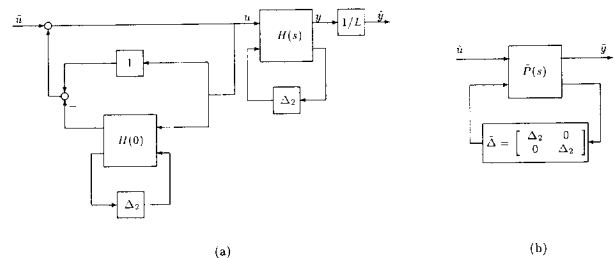 ũ
u
H(s)
y
1/L
ỹ
Δ₂
1
−
H(0)
Δ₂
(a)
ũ
P̃(s)
ỹ
Δ̃ = [ Δ₂ 0
0 Δ₂ ]
(b)